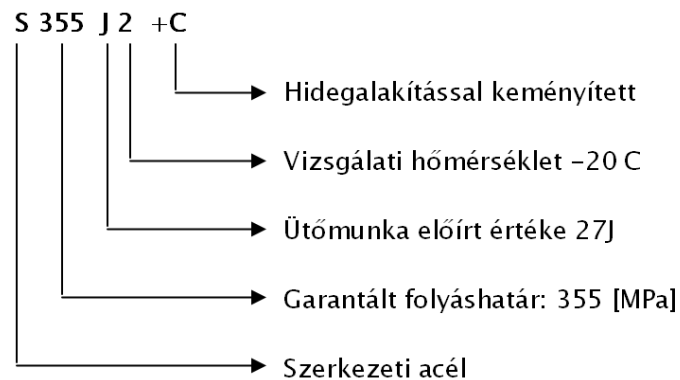 S 355 J 2 +C
Hidegalakítással keményített
Vizsgálati hőmérséklet –20 C
Ütőmunka előírt értéke 27J
Garantált folyáshatár: 355 [MPa]
Szerkezeti acél